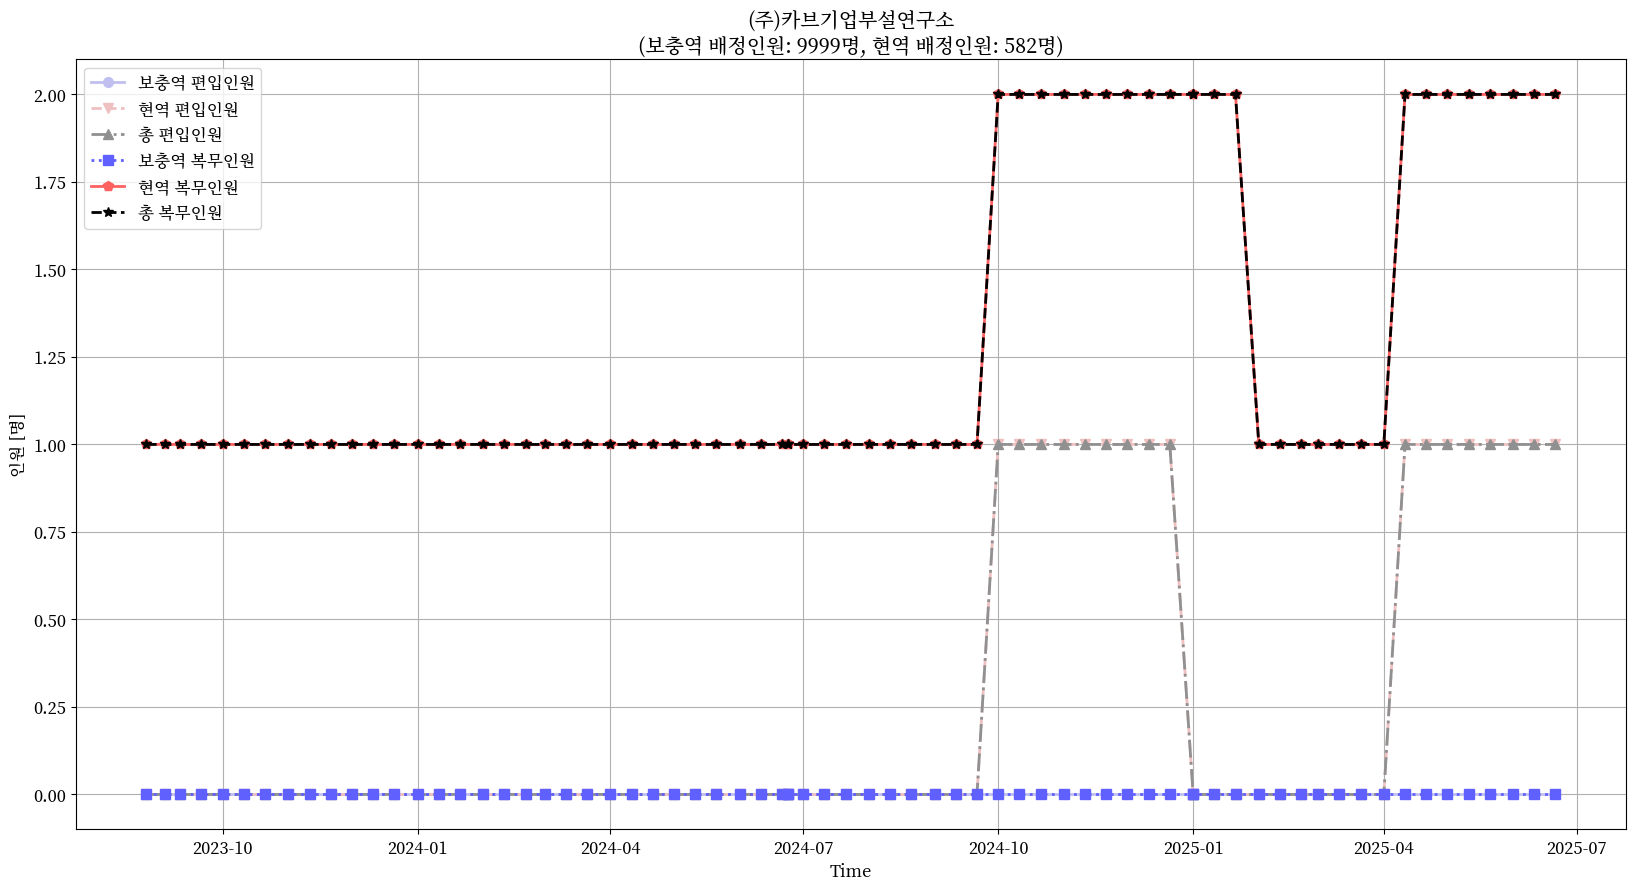 (주)카브기업부설연구소
(보충역 배정인원: 9999명, 현역 배정인원: 582명)
보충역 편입인원
현역 편입인원
총 편입인원
보충역 복무인원
현역 복무인원
총 복무인원
2.00
1.75
1.50
1.25
1.00
0.75
0.50
0.25
0.00
인원 [명]
2023-10 2024-01 2024-04 2024-07 2024-10 2025-01 2025-04 2025-07
Time